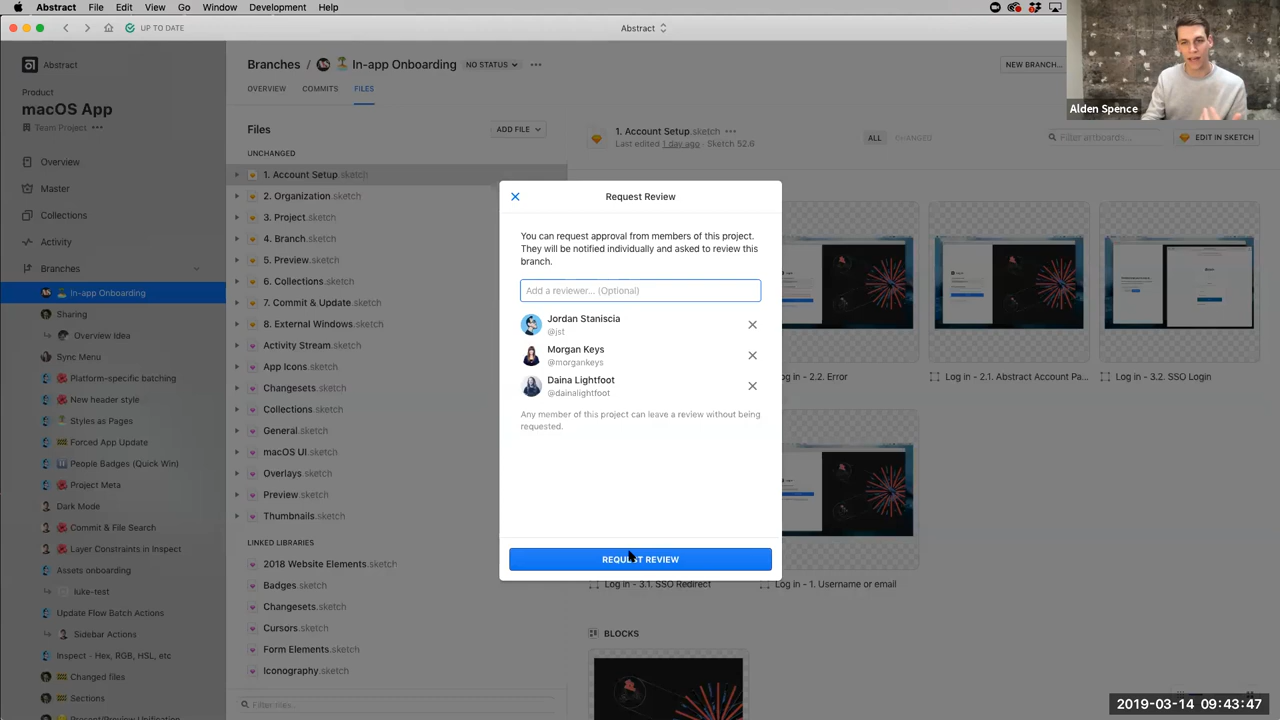 Abstract File Edit View Go Window Development Help
UP TO DATE
Abstract
Alden Spence
Abstract
Product
macOS App
Team Project
Overview
Master
Collections
Activity
Branches
In-app Onboarding
Sharing
Overview Idea
Sync Menu
Platform-specific batching
New header style
Styles as Pages
Forced App Update
People Badges (Quick Win)
Project Meta
Dark Mode
Commit & File Search
Layer Constraints in Inspect
Assets onboarding
luke-test
Update Flow Batch Actions
Sidebar Actions
Inspect - Hex, RGB, HSL, etc
Changed files
Sections
Present/Preview Unification
Branches / In-app Onboarding NO STATUS
NEW BRANCH...
OVERVIEW COMMITS FILES
Files
ADD FILE
UNCHANGED
1. Account Setup.sketch
2. Organization.sketch
3. Project.sketch
4. Branch.sketch
5. Preview.sketch
6. Collections.sketch
7. Commit & Update.sketch
8. External Windows.sketch
Activity Stream.sketch
App Icons.sketch
Changesets.sketch
Collections.sketch
General.sketch
macOS UI.sketch
Overlays.sketch
Preview.sketch
Thumbnails.sketch
LINKED LIBRARIES
2018 Website Elements.sketch
Badges.sketch
Changesets.sketch
Cursors.sketch
Form Elements.sketch
Iconography.sketch
Filter files...
1. Account Setup.sketch
Last edited 1 day ago · Sketch 52.6
ALL CHANGED
Filter artboards...
EDIT IN SKETCH
Request Review
You can request approval from members of this project.
They will be notified individually and asked to review this
branch.
Add a reviewer... (Optional)
Jordan Staniscia
@jst
Morgan Keys
@morgankeys
Daina Lightfoot
@dainalightfoot
Any member of this project can leave a review without being
requested.
REQUEST REVIEW
Log in - 2.2. Error
Log in - 2.1. Abstract Account Pa...
Log in - 3.2. SSO Login
Log in - 3.1. SSO Redirect
Log in - 1. Username or email
BLOCKS
2019-03-14 09:43:47